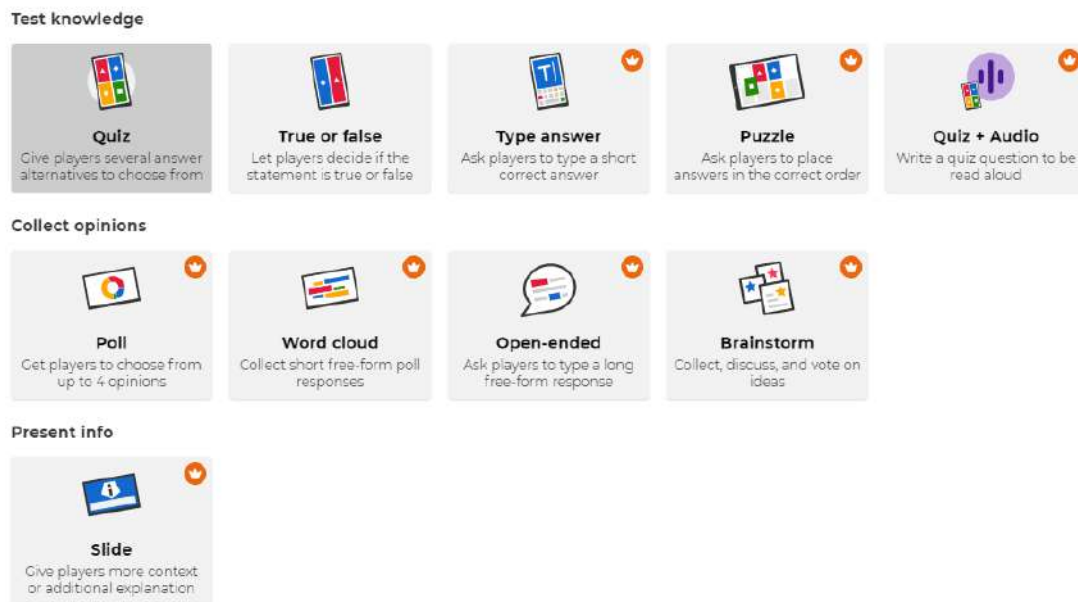 Test knowledge
Quiz
Give players several answer
alternatives to choose from
True or false
Let players decide if the
statement is true or false
Type answer
Ask players to type a short
correct answer
Puzzle
Ask players to place
answers in the correct order
Quiz + Audio
Write a quiz question to be
read aloud
Collect opinions
Poll
Get players to choose from
up to 4 opinions
Word cloud
Collect short free-form poll
responses
Open-ended
Ask players to type a long
free-form response
Brainstorm
Collect, discuss, and vote on
ideas
Present info
Slide
Give players more context
or additional explanation